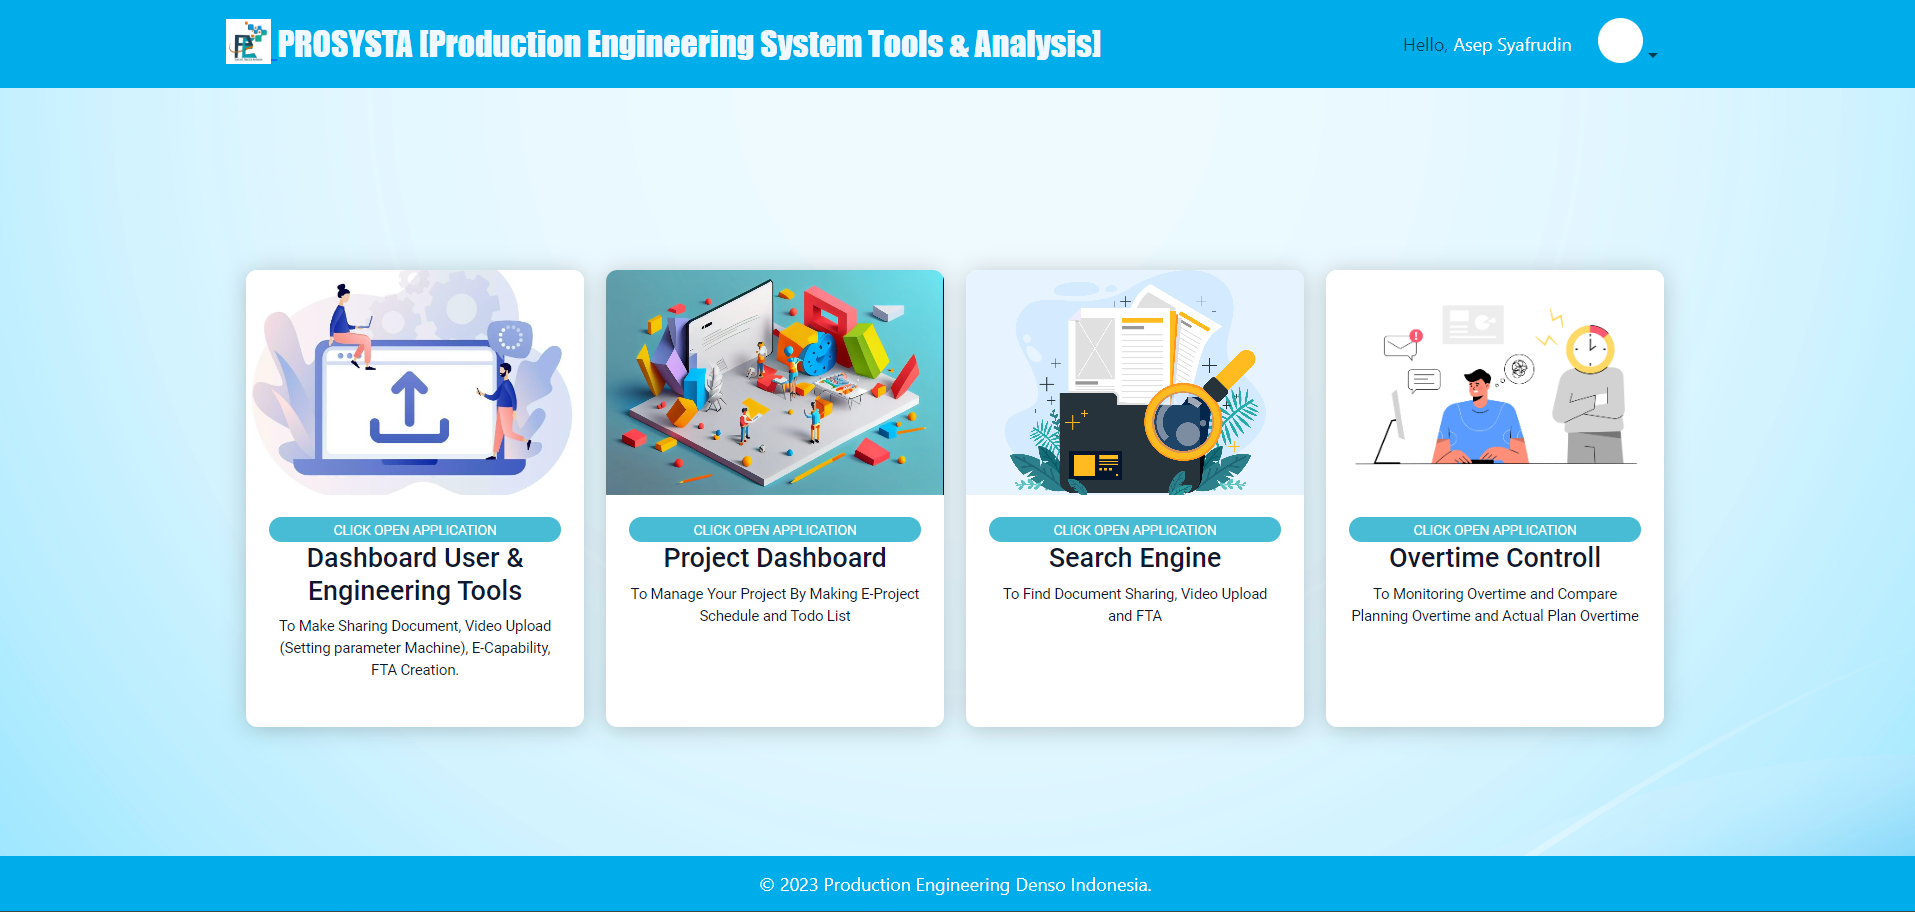 PROSYSTA [Production Engineering System Tools & Analysis]
Hello, Asep Syafrudin
CLICK OPEN APPLICATION
Dashboard User &
Engineering Tools
To Make Sharing Document, Video Upload
(Setting parameter Machine), E-Capability,
FTA Creation.
CLICK OPEN APPLICATION
Project Dashboard
To Manage Your Project By Making E-Project
Schedule and Todo List
CLICK OPEN APPLICATION
Search Engine
To Find Document Sharing, Video Upload
and FTA
CLICK OPEN APPLICATION
Overtime Controll
To Monitoring Overtime and Compare
Planning Overtime and Actual Plan Overtime
© 2023 Production Engineering Denso Indonesia.